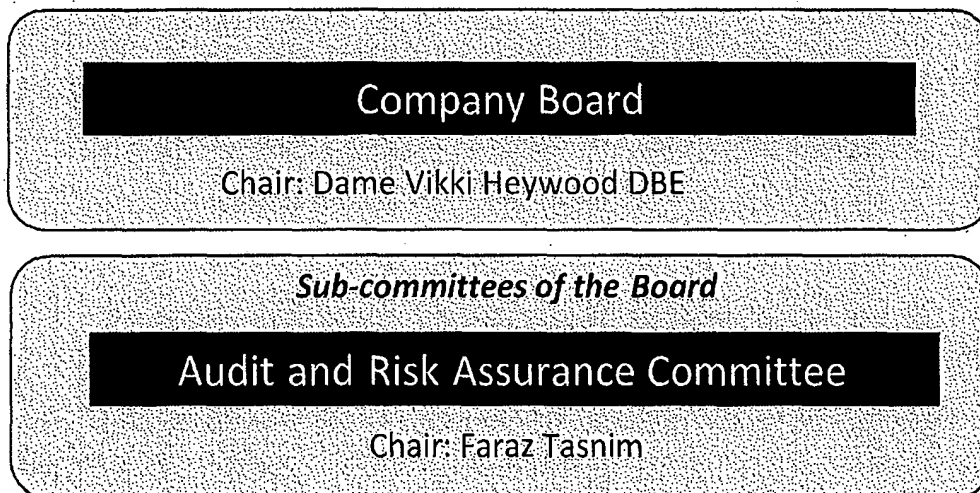 Company Board
Chair: Dame Vikki Heywood DBE
Sub-committees of the Board
Audit and Risk Assurance Committee
Chair: Faraz Tasnim